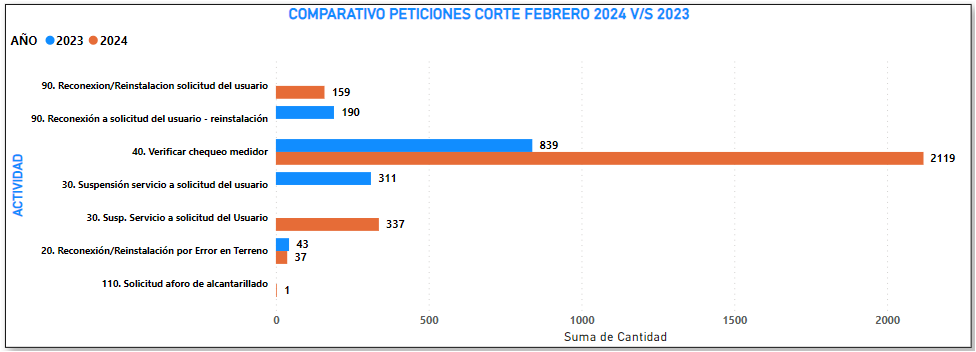 COMPARATIVO PETICIONES CORTE FEBRERO 2024 V/S 2023
AÑO 2023 2024
90. Reconexion/Reinstalacion solicitud del usuario
159
190
90. Reconexión a solicitud del usuario - reinstalación
839
40. Verificar chequeo medidor
2119
311
30. Suspensión servicio a solicitud del usuario
30. Susp. Servicio a solicitud del Usuario
337
43
20. Reconexión/Reinstalación por Error en Terreno
37
110. Solicitud aforo de alcantarillado
1
ACTIVIDAD
0 500 1000 1500 2000
Suma de Cantidad